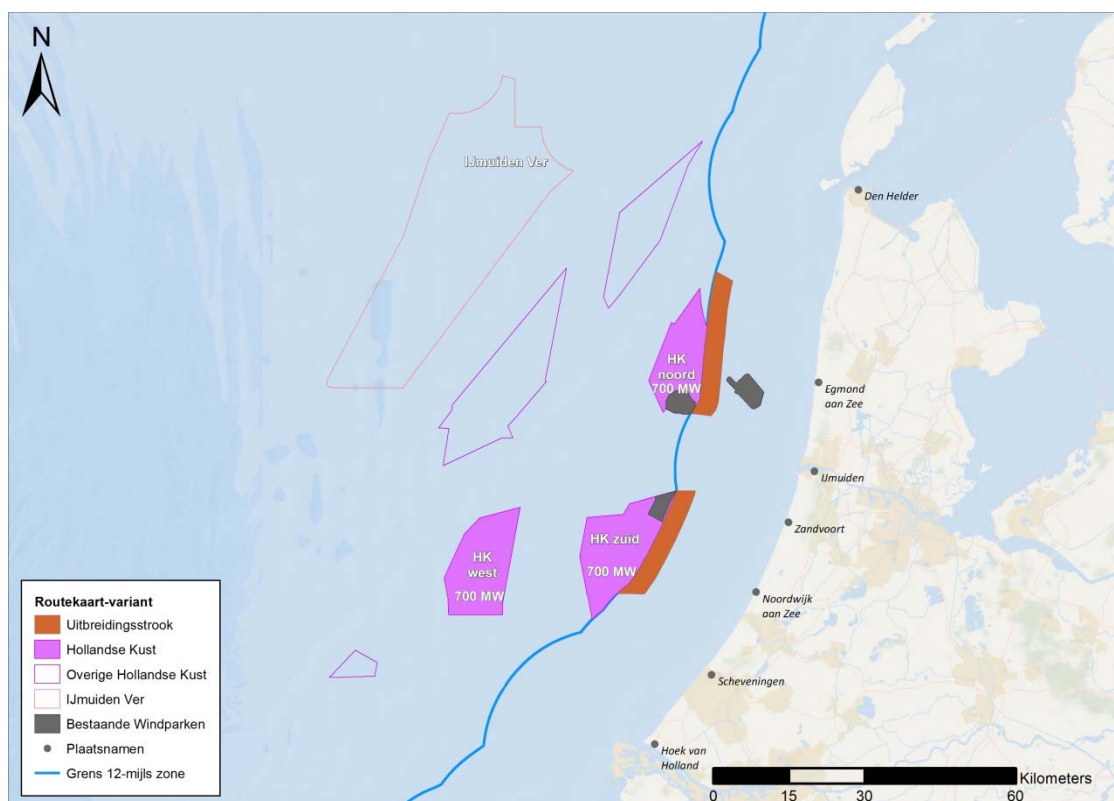 N
IJmuiden Ver
Den Helder
HK
noord
700 MW
Egmond
aan Zee
IJmuiden
Zandvoort
HK zuid
700 MW
HK
west
700 MW
Noordwijk
aan Zee
Scheveningen
Hoek van
Holland
Routekaart-variant
Uitbreidingsstrook
Hollandse Kust
Overige Hollandse Kust
IJmuiden Ver
Bestaande Windparken
Plaatsnamen
Grens 12-mijls zone
Kilometers
0 15 30 60